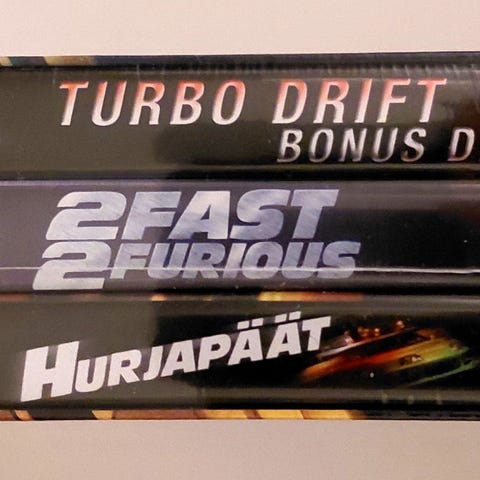 TURBO DRIFT
BONUS D
2FAST
2FURIOUS
HURJAPÄÄT